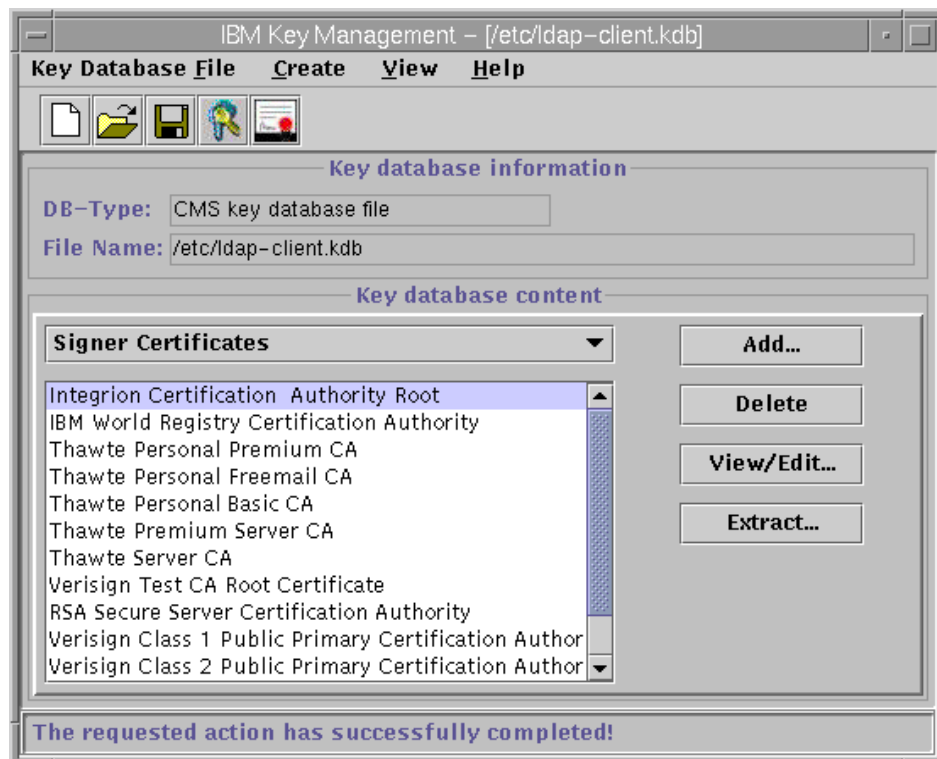 IBM Key Management – [/etc/ldap–client.kdb]
Key Database File Create View Help
Key database information
DB–Type: CMS key database file
File Name: /etc/ldap–client.kdb
Key database content
Signer Certificates
Add...
Integrion Certification Authority Root
Delete
IBM World Registry Certification Authority
Thawte Personal Premium CA
View/Edit...
Thawte Personal Freemail CA
Thawte Personal Basic CA
Extract...
Thawte Premium Server CA
Thawte Server CA
Verisign Test CA Root Certificate
RSA Secure Server Certification Authority
Verisign Class 1 Public Primary Certification Author
Verisign Class 2 Public Primary Certification Author
The requested action has successfully completed!